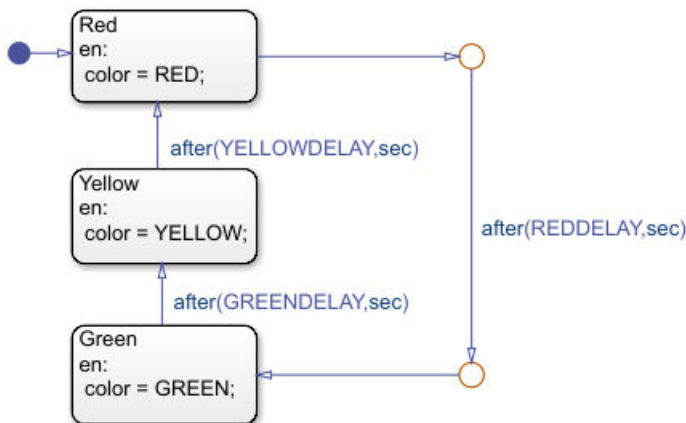 Red
en:
color = RED;
after(YELLOWDELAY,sec)
Yellow
en:
color = YELLOW;
after(REDDELAY,sec)
after(GREENDELAY,sec)
Green
en:
color = GREEN;